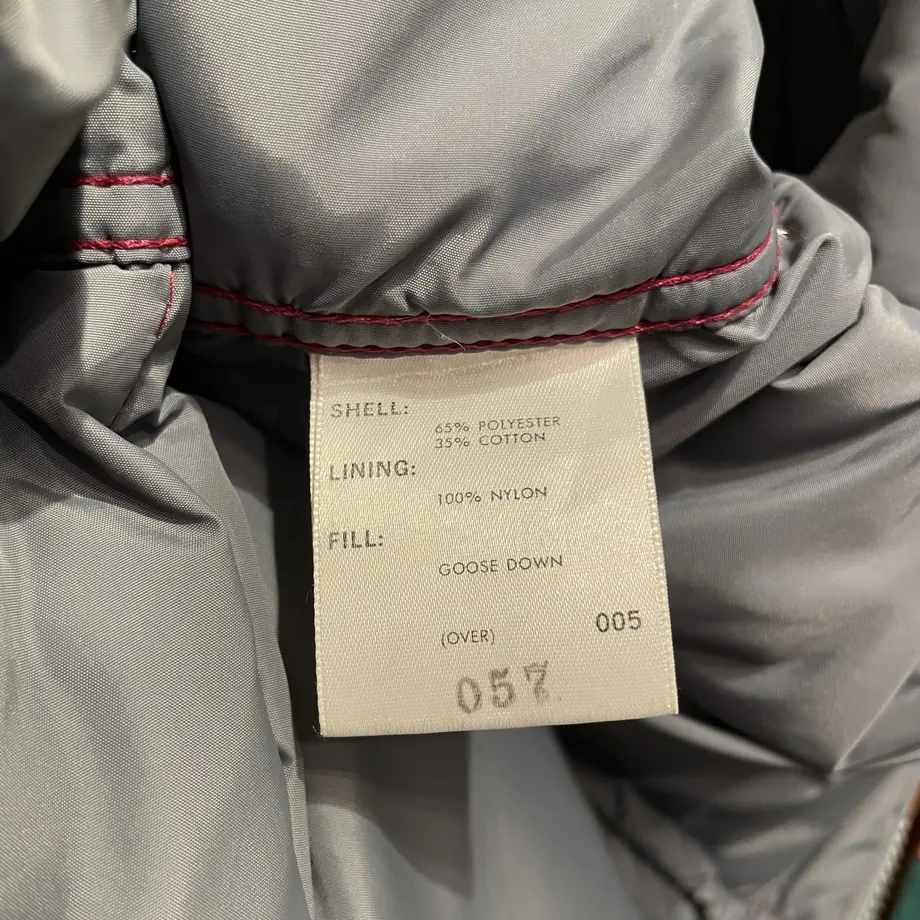 SHELL:
65% POLYESTER
35% COTTON
LINING:
100% NYLON
FILL:
GOOSE DOWN
(OVER) 005
057